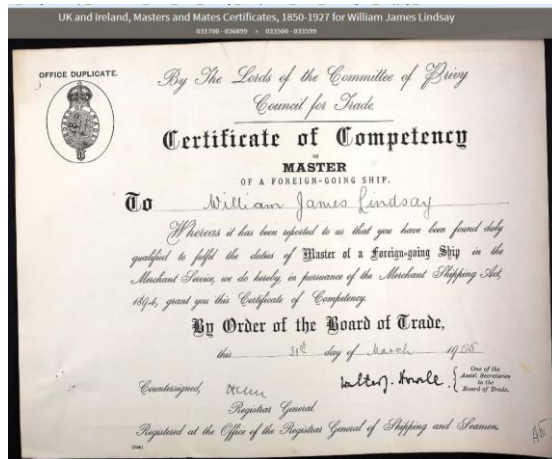 UK and Ireland, Masters and Mates Certificates, 1850-1927 for William James Lindsay
031700 - 036899 › 033500 - 033599
OFFICE DUPLICATE.
By The Lords of the Committee of Privy
Council for Trade.
Certificate of Competency
MASTER
OF A FOREIGN-GOING SHIP.
To William James Lindsay
Whereas it has been reported to us that you have been found duly
qualified to fulfil the duties of Master of a Foreign-going Ship in the
Merchant Service, we do hereby, in pursuance of the Merchant Shipping Act,
1894, grant you this Certificate of Competency.
By Order of the Board of Trade,
this 31st day of March 1905
Countersigned,
Walter J. Howell
One of the
Assist. Secretaries
to the
Board of Trade.
Registrar General.
Registered at the Office of the Registrar General of Shipping and Seamen.